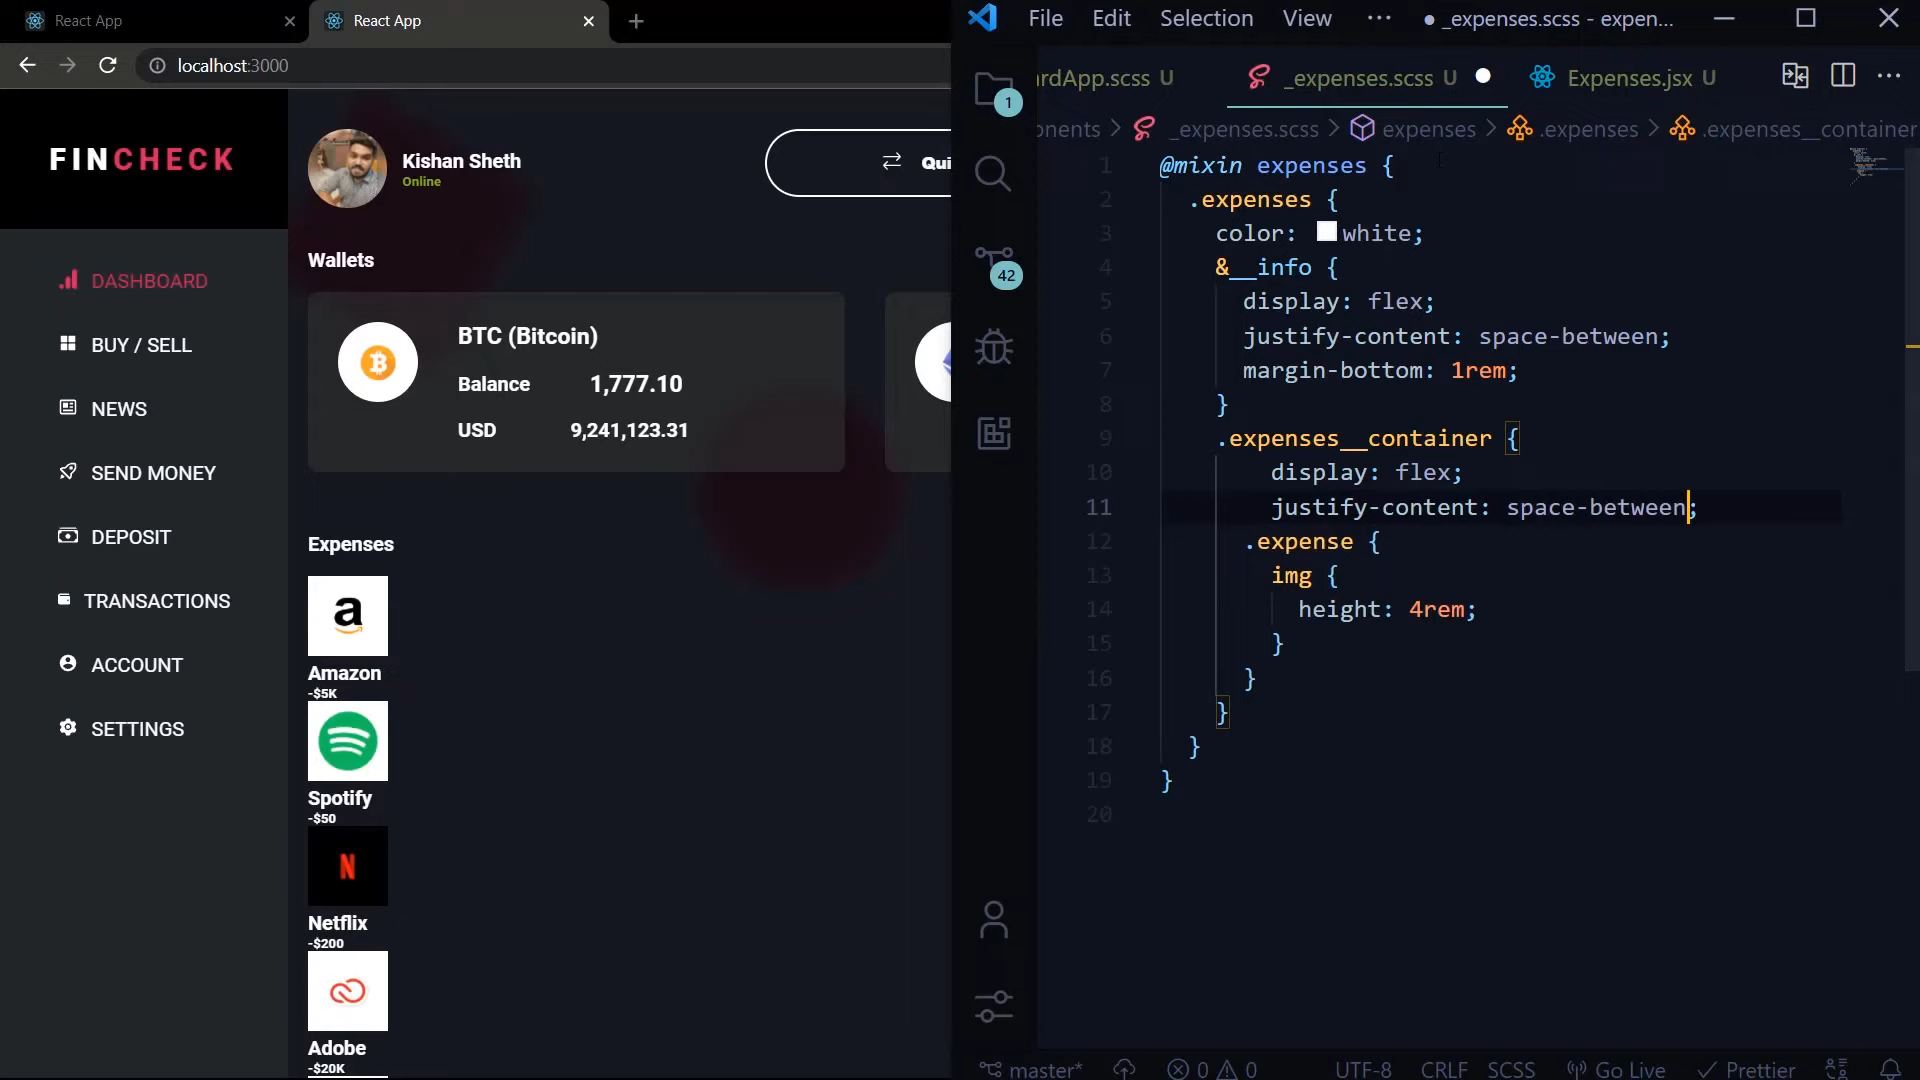 React App
React App
localhost:3000
FINCHECK
DASHBOARD
BUY / SELL
NEWS
SEND MONEY
DEPOSIT
TRANSACTIONS
ACCOUNT
SETTINGS
Kishan Sheth
Online
Qui
Wallets
BTC (Bitcoin)
Balance 1,777.10
USD 9,241,123.31
Expenses
a
Amazon
-$5K
Spotify
-$50
N
Netflix
-$200
Adobe
-$20K
File Edit Selection View ··· ● _expenses.scss - expen...
rdApp.scss U _expenses.scss U ● Expenses.jsx U
nents > _expenses.scss > expenses > .expenses > .expenses__container
1
42
1 @mixin expenses {
2 .expenses {
3 color: white;
4 &__info {
5 display: flex;
6 justify-content: space-between;
7 margin-bottom: 1rem;
8 }
9 .expenses__container {
10 display: flex;
11 justify-content: space-between;
12 .expense {
13 img {
14 height: 4rem;
15 }
16 }
17 }
18 }
19 }
20
master* 0 0 UTF-8 CRLF SCSS Go Live Prettier